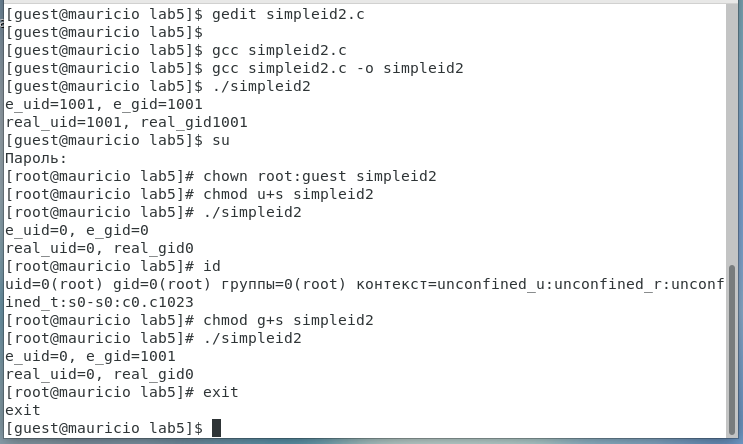 [guest@mauricio lab5]$ gedit simpleid2.c
[guest@mauricio lab5]$
[guest@mauricio lab5]$ gcc simpleid2.c
[guest@mauricio lab5]$ gcc simpleid2.c -o simpleid2
[guest@mauricio lab5]$ ./simpleid2
e_uid=1001, e_gid=1001
real_uid=1001, real_gid1001
[guest@mauricio lab5]$ su
Пароль:
[root@mauricio lab5]# chown root:guest simpleid2
[root@mauricio lab5]# chmod u+s simpleid2
[root@mauricio lab5]# ./simpleid2
e_uid=0, e_gid=0
real_uid=0, real_gid0
[root@mauricio lab5]# id
uid=0(root) gid=0(root) группы=0(root) контекст=unconfined_u:unconfined_r:unconf
ined_t:s0-s0:c0.c1023
[root@mauricio lab5]# chmod g+s simpleid2
[root@mauricio lab5]# ./simpleid2
e_uid=0, e_gid=1001
real_uid=0, real_gid0
[root@mauricio lab5]# exit
exit
[guest@mauricio lab5]$